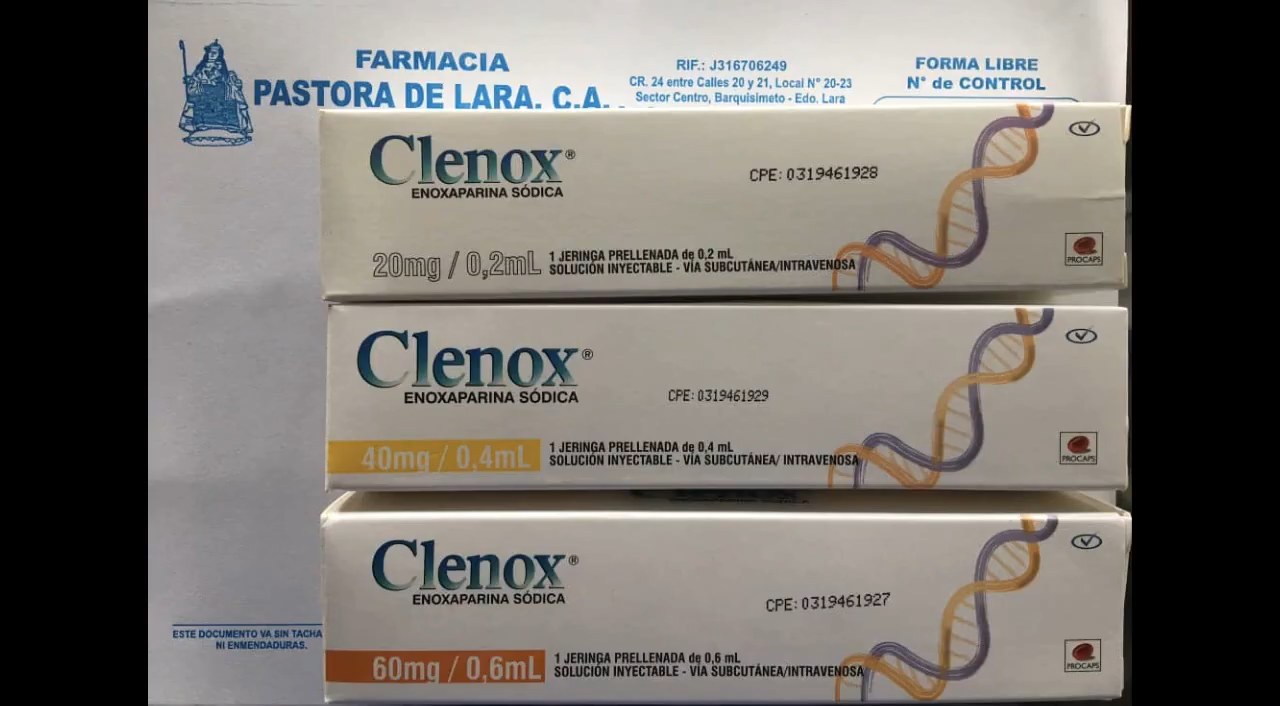 FARMACIA
PASTORA DE LARA, C.A.
RIF.: J316706249
CR. 24 entre Calles 20 y 21, Local N° 20-23
Sector Centro, Barquisimeto - Edo. Lara
FORMA LIBRE
N° de CONTROL
Clenox®
ENOXAPARINA SÓDICA
CPE: 0319461928
20mg / 0,2mL
1 JERINGA PRELLENADA de 0,2 mL
SOLUCIÓN INYECTABLE - VÍA SUBCUTÁNEA/INTRAVENOSA
PROCAPS
Clenox®
ENOXAPARINA SÓDICA
CPE: 0319461929
40mg / 0,4mL
1 JERINGA PRELLENADA de 0,4 mL
SOLUCIÓN INYECTABLE - VÍA SUBCUTÁNEA/ INTRAVENOSA
PROCAPS
ENOXAPARINA SÓDICA
Clenox®
ENOXAPARINA SÓDICA
CPE: 0319461927
60mg / 0,6mL
1 JERINGA PRELLENADA de 0,6 mL
SOLUCIÓN INYECTABLE - VÍA SUBCUTÁNEA/INTRAVENOSA
PROCAPS
ESTE DOCUMENTO VA SIN TACHA
NI ENMENDADURAS.